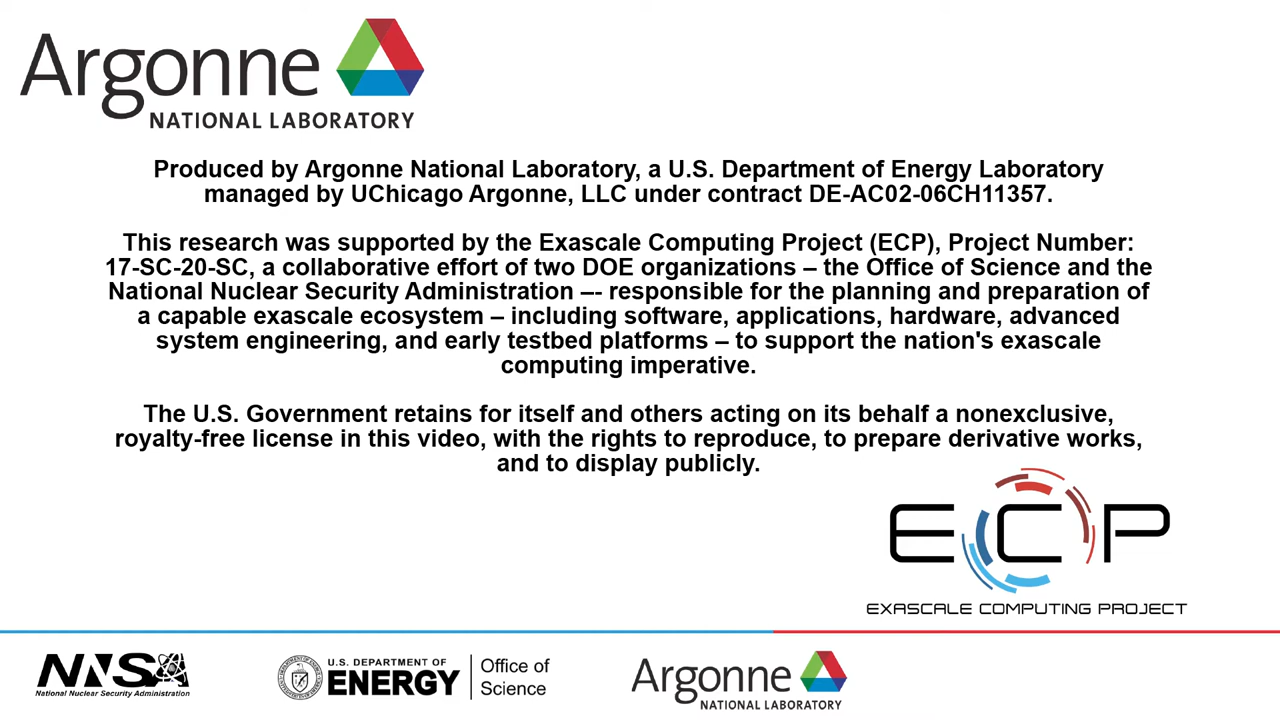 Argonne
NATIONAL LABORATORY
Produced by Argonne National Laboratory, a U.S. Department of Energy Laboratory
managed by UChicago Argonne, LLC under contract DE-AC02-06CH11357.
This research was supported by the Exascale Computing Project (ECP), Project Number:
17-SC-20-SC, a collaborative effort of two DOE organizations – the Office of Science and the
National Nuclear Security Administration –- responsible for the planning and preparation of
a capable exascale ecosystem – including software, applications, hardware, advanced
system engineering, and early testbed platforms – to support the nation's exascale
computing imperative.
The U.S. Government retains for itself and others acting on its behalf a nonexclusive,
royalty-free license in this video, with the rights to reproduce, to prepare derivative works,
and to display publicly.
ECP
EXASCALE COMPUTING PROJECT
NNSA
National Nuclear Security Administration
U.S. DEPARTMENT OF
ENERGY
Office of
Science
Argonne
NATIONAL LABORATORY